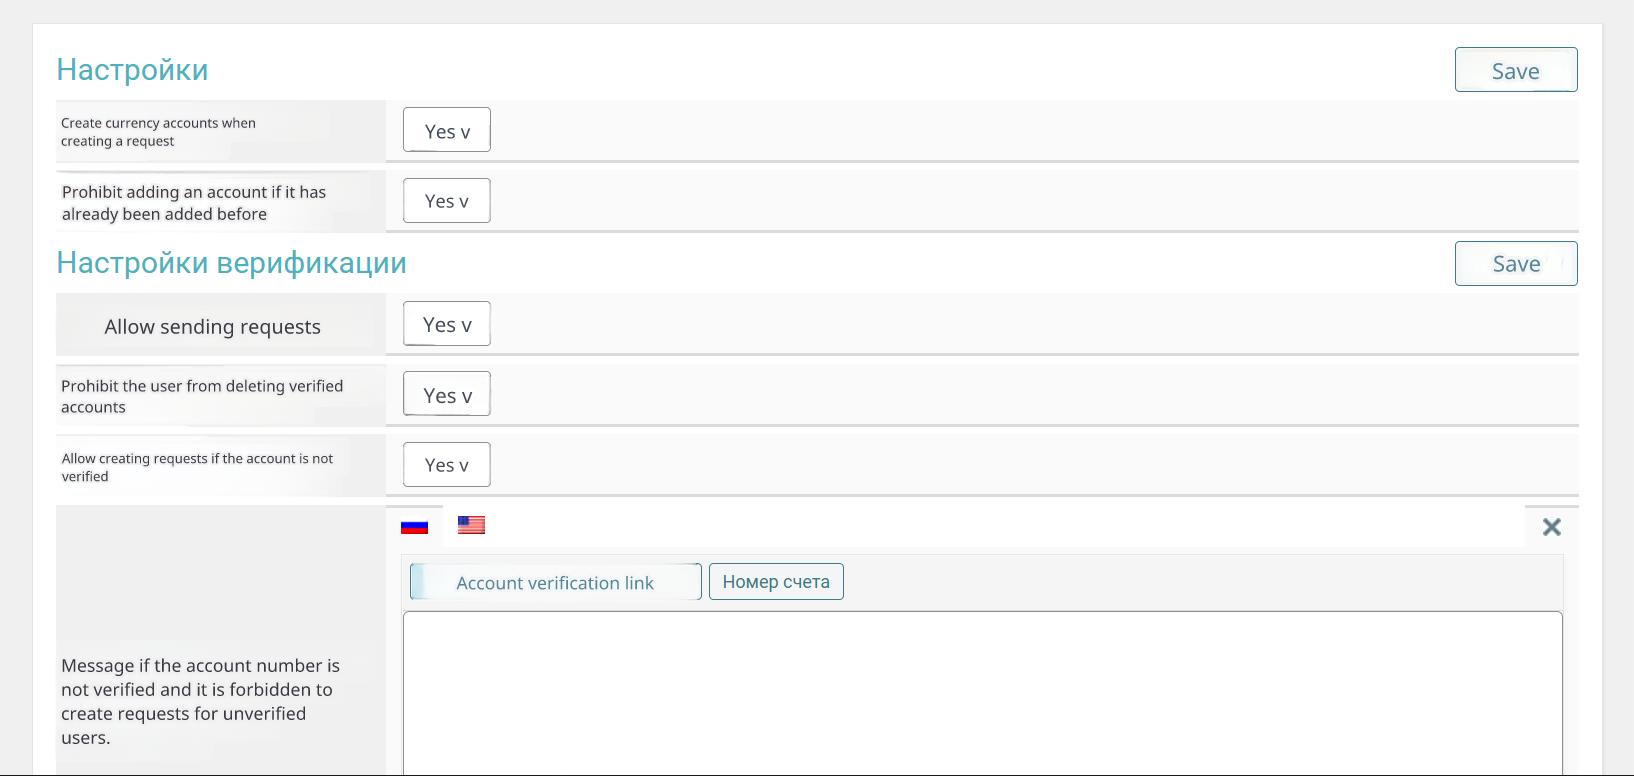 Настройки
Save
Create currency accounts when
creating a request
Yes v
Prohibit adding an account if it has
already been added before
Yes v
Настройки верификации
Save
Allow sending requests
Yes v
Prohibit the user from deleting verified
accounts
Yes v
Allow creating requests if the account is not
verified
Yes v
Account verification link
Номер счета
Message if the account number is
not verified and it is forbidden to
create requests for unverified
users.